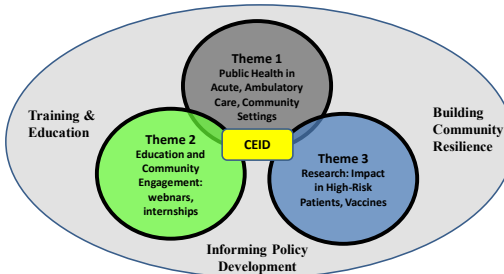 Theme 1
Public Health in
Acute, Ambulatory
Care, Community
Settings
Training &
Education
Building
Community
Resilience
Theme 2
Education and
Community
Engagement:
webnars,
internships
CEID
Theme 3
Research: Impact
in High-Risk
Patients, Vaccines
Informing Policy
Development